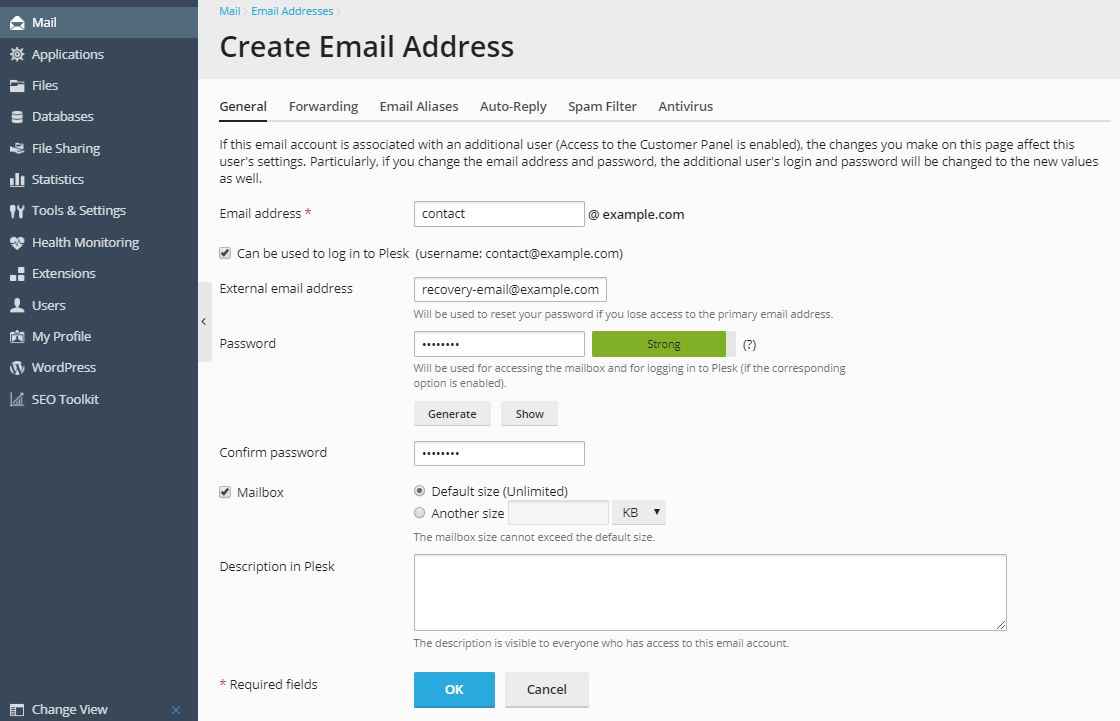 Mail
Applications
Files
Databases
File Sharing
Statistics
Tools & Settings
Health Monitoring
Extensions
Users
My Profile
WordPress
SEO Toolkit
Change View
Mail > Email Addresses >
Create Email Address
General Forwarding Email Aliases Auto-Reply Spam Filter Antivirus
If this email account is associated with an additional user (Access to the Customer Panel is enabled), the changes you make on this page affect this
user's settings. Particularly, if you change the email address and password, the additional user's login and password will be changed to the new values
as well.
Email address * contact @ example.com
Can be used to log in to Plesk (username: contact@example.com)
External email address recovery-email@example.com
Will be used to reset your password if you lose access to the primary email address.
Password •••••••• Strong (?)
Will be used for accessing the mailbox and for logging in to Plesk (if the corresponding
option is enabled).
Generate Show
Confirm password ••••••••
Mailbox Default size (Unlimited)
Another size KB
The mailbox size cannot exceed the default size.
Description in Plesk
The description is visible to everyone who has access to this email account.
* Required fields OK Cancel